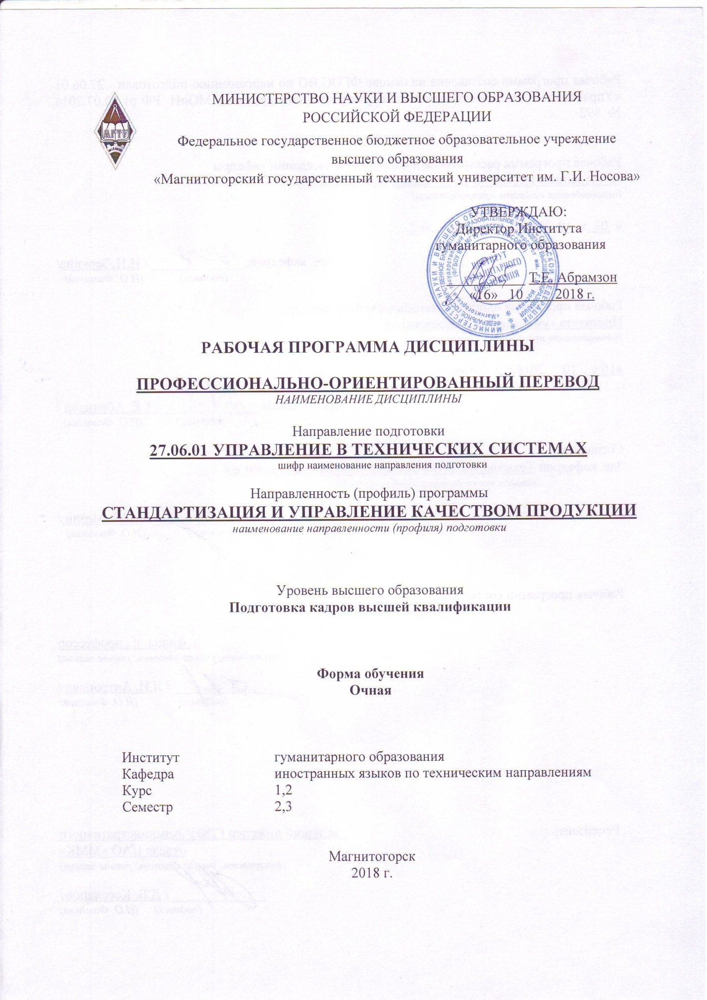 МИНИСТЕРСТВО НАУКИ И ВЫСШЕГО ОБРАЗОВАНИЯ
РОССИЙСКОЙ ФЕДЕРАЦИИ
Федеральное государственное бюджетное образовательное учреждение
высшего образования
«Магнитогорский государственный технический университет им. Г.И. Носова»
МГТУ
УТВЕРЖДАЮ:
Директор Института
гуманитарного образования
Т.Е. Абрамзон
«16» 10 2018 г.
ИНСТИТУТ
ГУМАНИТАРНОГО
ОБРАЗОВАНИЯ
РАБОЧАЯ ПРОГРАММА ДИСЦИПЛИНЫ
ПРОФЕССИОНАЛЬНО-ОРИЕНТИРОВАННЫЙ ПЕРЕВОД
НАИМЕНОВАНИЕ ДИСЦИПЛИНЫ
Направление подготовки
27.06.01 УПРАВЛЕНИЕ В ТЕХНИЧЕСКИХ СИСТЕМАХ
шифр наименование направления подготовки
Направленность (профиль) программы
СТАНДАРТИЗАЦИЯ И УПРАВЛЕНИЕ КАЧЕСТВОМ ПРОДУКЦИИ
наименование направленности (профиля) подготовки
Уровень высшего образования
Подготовка кадров высшей квалификации
Форма обучения
Очная
Институт гуманитарного образования
Кафедра иностранных языков по техническим направлениям
Курс 1,2
Семестр 2,3
Магнитогорск
2018 г.